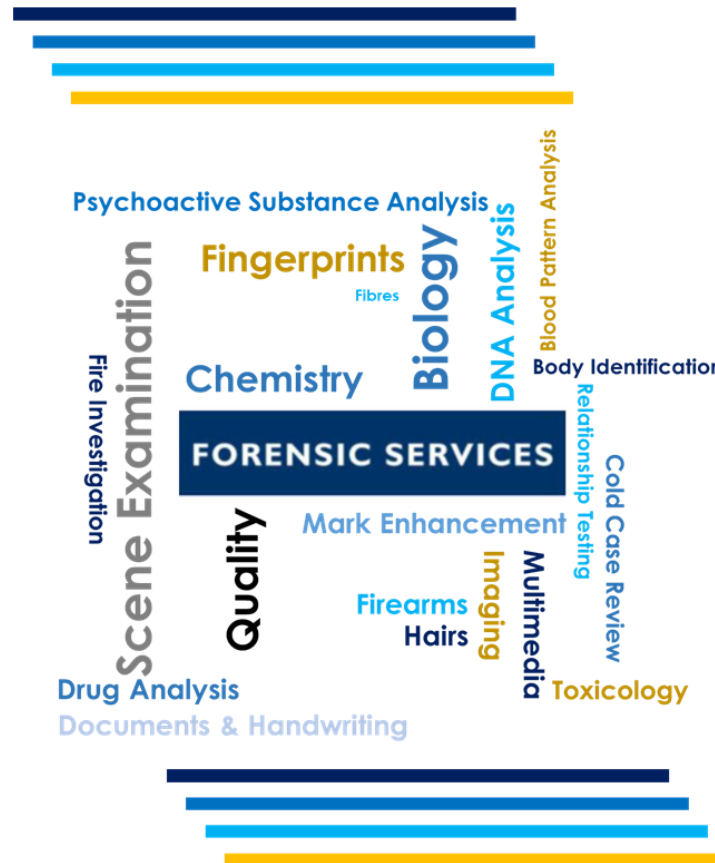 Blood Pattern Analysis
Psychoactive Substance Analysis
DNA Analysis
Biology
Fingerprints
Scene Examination
Fibres
Fire Investigation
Chemistry
Body Identification
Relationship Testing
FORENSIC SERVICES
Cold Case Review
Quality
Mark Enhancement
Imaging
Multimedia
Firearms
Hairs
Drug Analysis
Toxicology
Documents & Handwriting